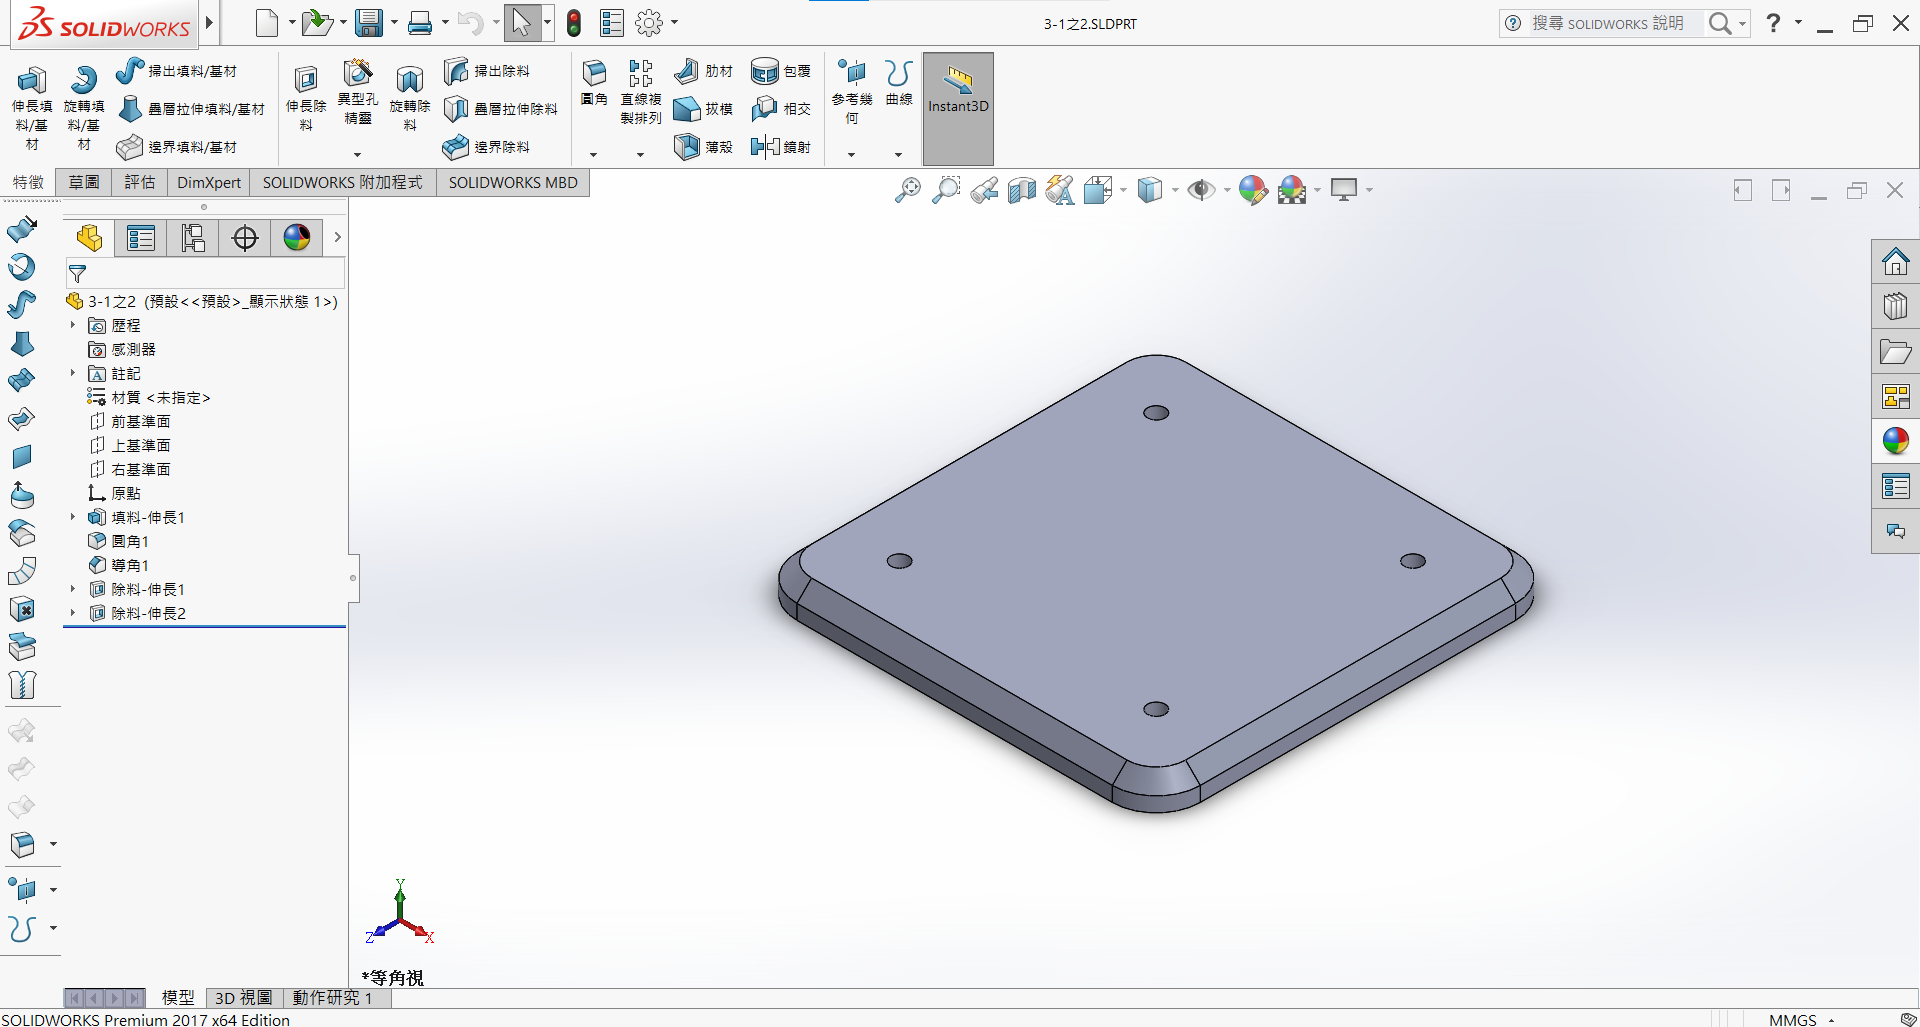 SOLIDWORKS
3-1之2.SLDPRT
搜尋 SOLIDWORKS 說明
伸長填料/基材
旋轉填料/基材
掃出填料/基材
疊層拉伸填料/基材
邊界填料/基材
伸長除料
異型孔精靈
旋轉除料
掃出除料
疊層拉伸除料
邊界除料
圓角
直線複製排列
肋材
拔模
薄殼
包覆
相交
鏡射
參考幾何
曲線
Instant3D
特徵
草圖
評估
DimXpert
SOLIDWORKS 附加程式
SOLIDWORKS MBD
3-1之2 (預設<<預設>_顯示狀態 1>)
歷程
感測器
註記
材質 <未指定>
前基準面
上基準面
右基準面
原點
填料-伸長1
圓角1
導角1
除料-伸長1
除料-伸長2
Y
Z
X
*等角視
模型
3D 視圖
動作研究 1
SOLIDWORKS Premium 2017 x64 Edition
MMGS